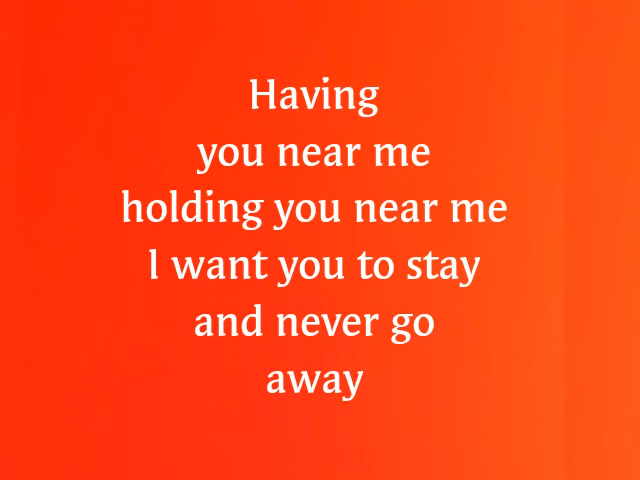 Having
you near me
holding you near me
I want you to stay
and never go
away